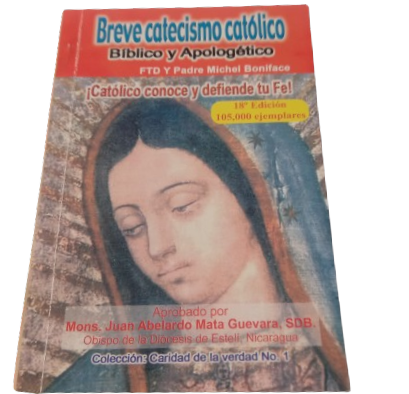 Breve catecismo católico
Bíblico y Apologético
FTD Y Padre Michel Boniface
¡Católico conoce y defiende tu Fe!
18ª Edición
105,000 ejemplares
Aprobado por
Mons. Juan Abelardo Mata Guevara, SDB.
Obispo de la Diócesis de Estelí, Nicaragua
Colección: Caridad de la verdad No. 1